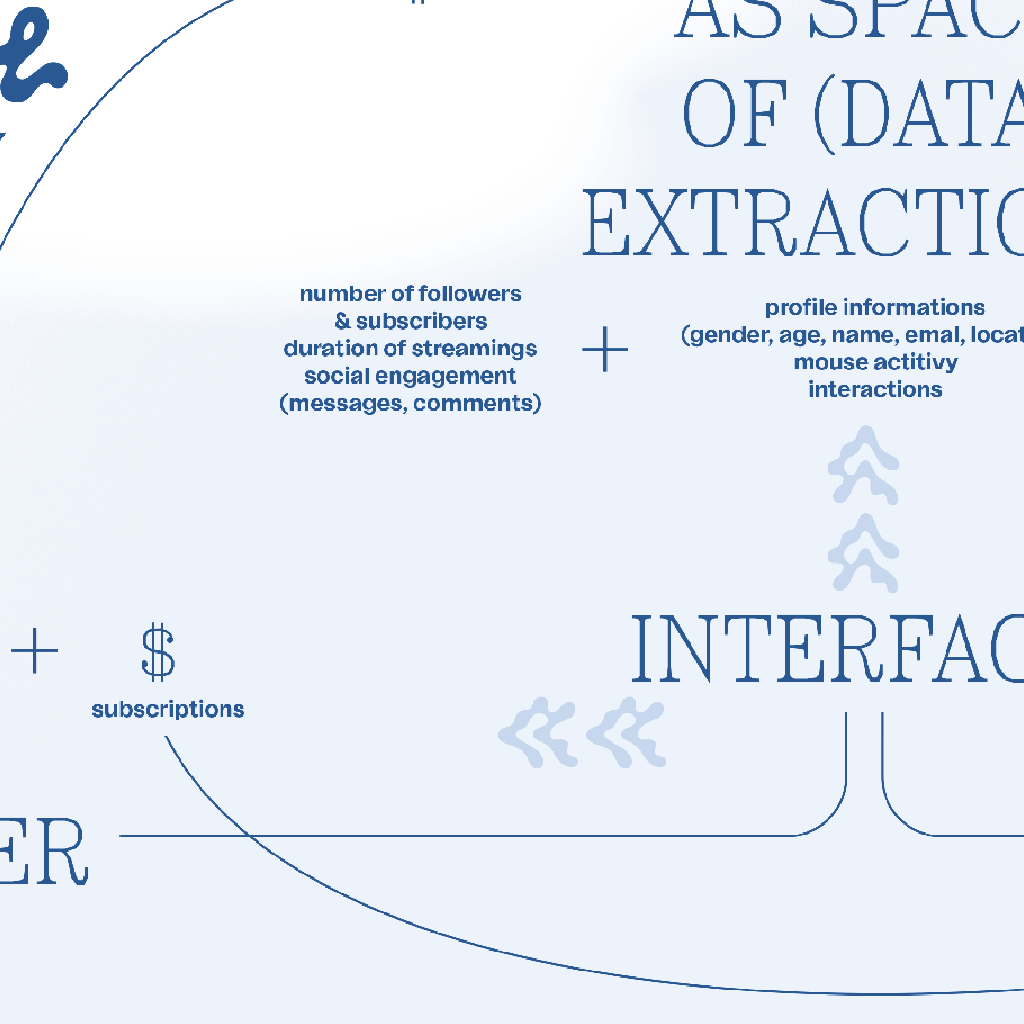 AS SPAC
OF (DATA
EXTRACTIO
number of followers
& subscribers
duration of streamings
social engagement
(messages, comments)
+
profile informations
(gender, age, name, emal, locat
mouse actitivy
interactions
INTERFAC
+ $
subscriptions
ER